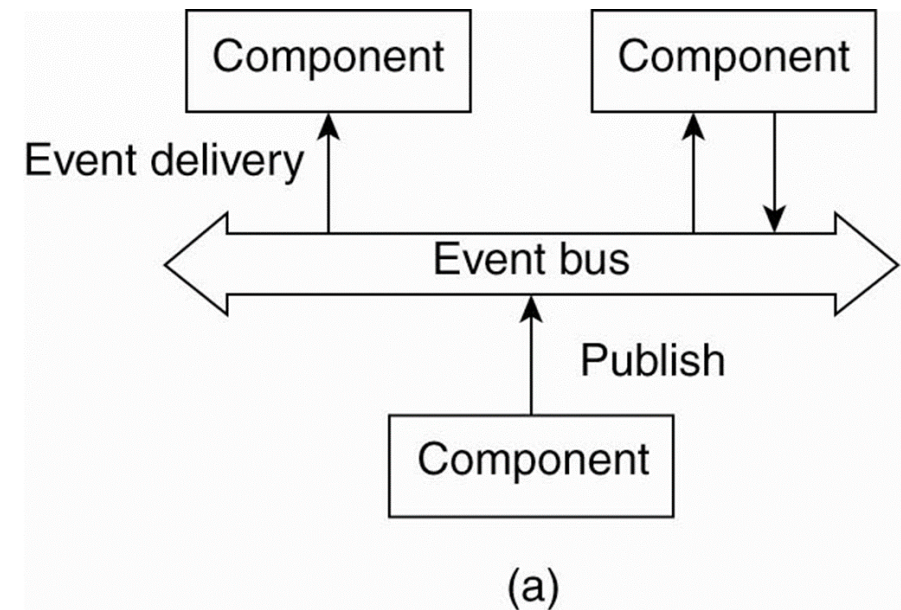 Component
Component
Event delivery
Event bus
Publish
Component
(a)